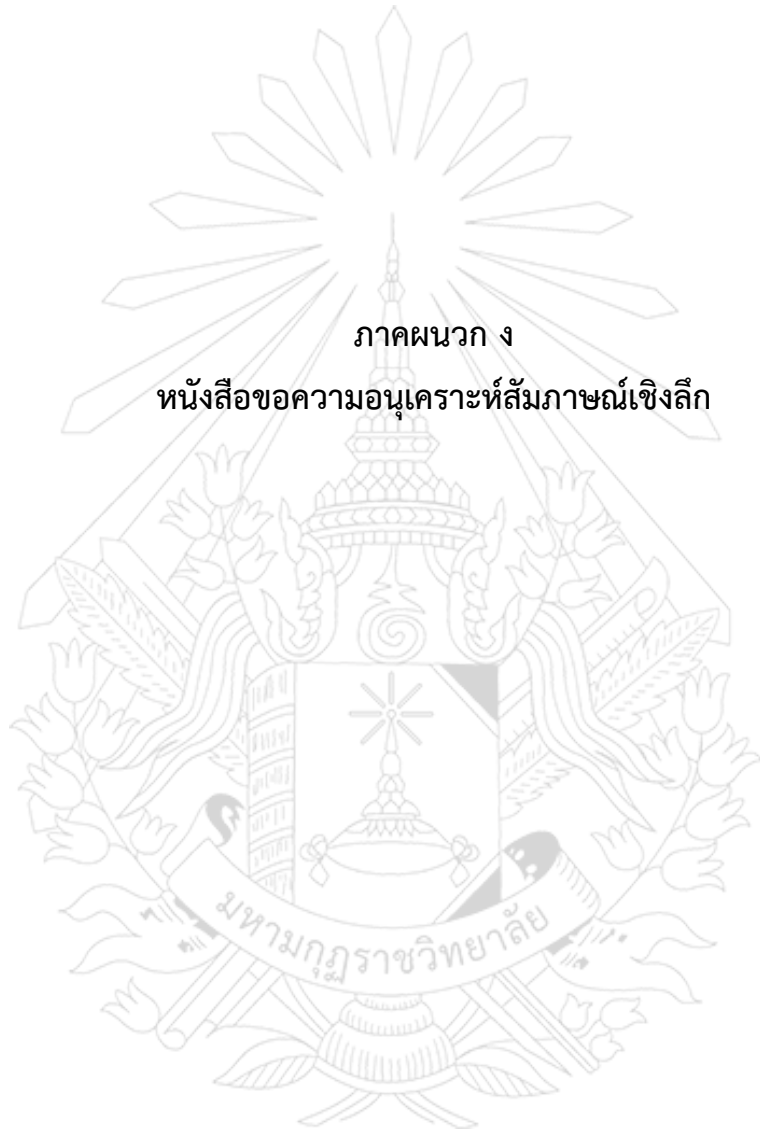 ภาคผนวก ง
หนังสือขอความอนุเคราะห์สัมภาษณ์เชิงลึก
มหามกุฏราชวิทยาลัย